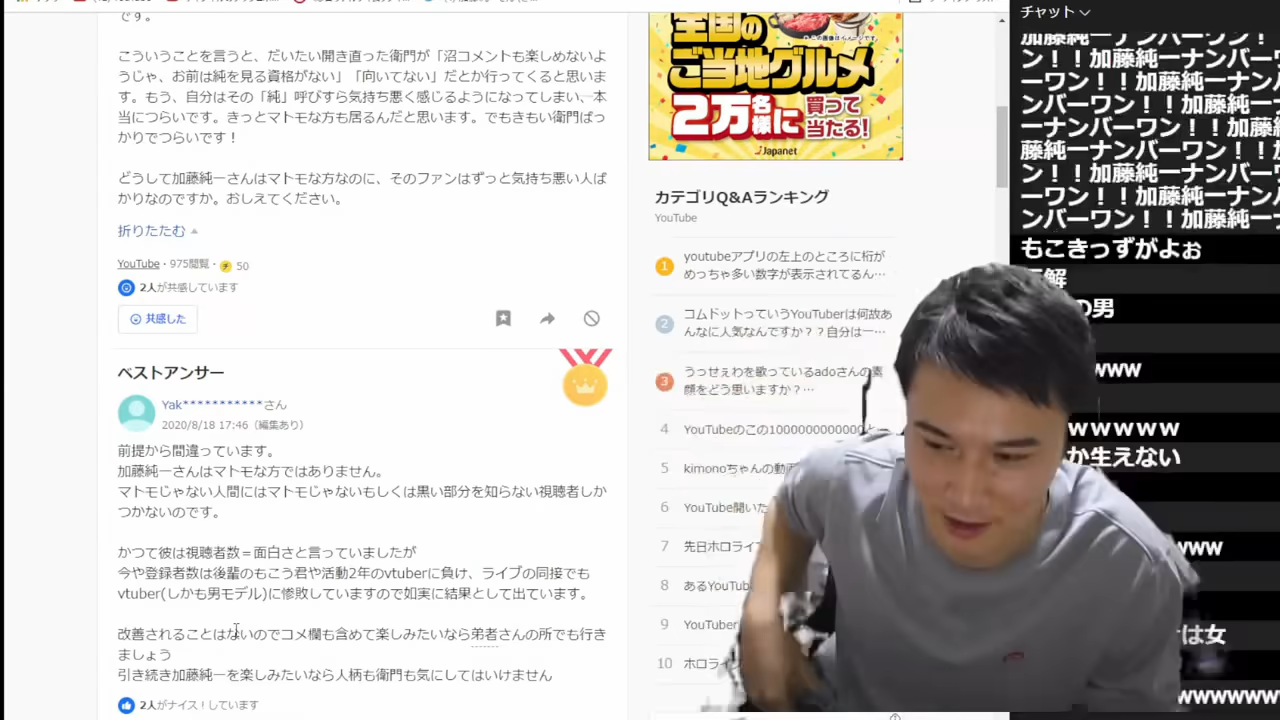 です。
こういうことを言うと、だいたい開き直った衛門が「沼コメントも楽しめないよ
うじゃ、お前は純を見る資格がない」「向いてない」だとか行ってくると思いま
す。もう、自分はその「純」呼びすら気持ち悪く感じるようになってしまい、本
当につらいです。きっとマトモな方も居るんだと思います。でもきもい衛門ばっ
かでつらいです！
どうして加藤純一さんはマトモな方なのに、そのファンはずっと気持ち悪い人ば
かりなのですか。おしえてください。
折りたたむ
YouTube・975閲覧・ 50
2人が共感しています
共感した
ベストアンサー
Yak***********さん
2020/8/18 17:46（編集あり）
前提から間違っています。
加藤純一さんはマトモな方ではありません。
マトモじゃない人間にはマトモじゃないもしくは黒い部分を知らない視聴者しか
つかないのです。
かつて彼は視聴者数＝面白さと言っていましたが
今や登録者数は後輩のもこう君や活動2年のvtuberに負け、ライブの同接でも
vtuber(しかも男モデル)に惨敗していますので如実に結果として出ています。
改善されることはないのでコメ欄も含めて楽しみたいなら弟者さんの所でも行き
ましょう
引き続き加藤純一を楽しみたいなら人柄も衛門も気にしてはいけません
2人がナイス！しています
全国の
ご当地グルメ
2万名様に 買って当たる!
Japanet
カテゴリQ&Aランキング
YouTube
1 youtubeアプリの左上のところに桁が
めっちゃ多い数字が表示されてるん…
2 コムドットっていうYouTuberは何故あ
んなに人気なんですか？？自分は一…
3 うっせぇわを歌っているadoさんの素
顔をどう思いますか？…
4 YouTubeのこの1000000000000
5 kimonoちゃんの動画
6 YouTube開いた
7 先日ホロライブ
8 あるYouTube
9 YouTuber
10 ホロライ
チャット
加藤純一ナンバーワ
ン！！加藤純一ナンバ
ーワン！！加藤純一ナ
ンバーワン！！加藤純
ーナンバーワン！！加
藤純一ナンバーワン！
ン！！加藤純一ナンバ
ーワン！！加藤純一ナ
ンバーワン！！加藤純一
もこきっずがよぉ
解
の男
www
wwwww
か生えない
www
は女
wwwwwww